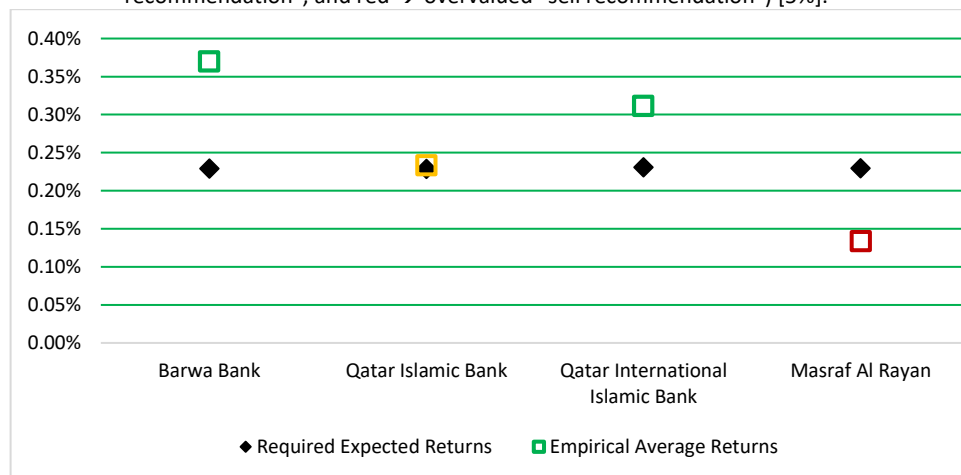 recommendation", and red → overvalued "sell recommendation") [5%].
0.40%
0.35%
0.30%
0.25%
0.20%
0.15%
0.10%
0.05%
0.00%
Barwa Bank
Qatar Islamic Bank
Qatar International
Islamic Bank
Masraf Al Rayan
Required Expected Returns
Empirical Average Returns